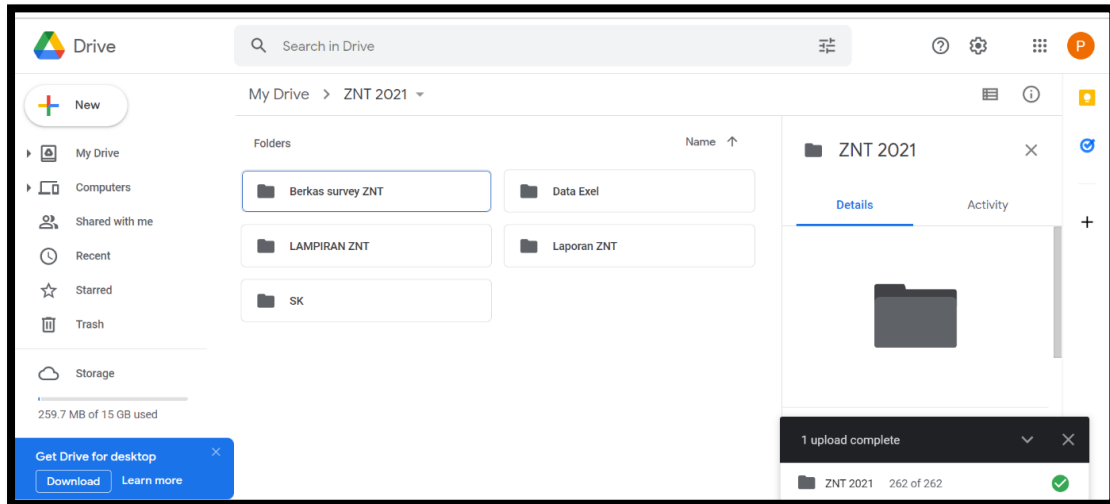 Drive
Search in Drive
P
New
My Drive > ZNT 2021
My Drive
Computers
Shared with me
Recent
Starred
Trash
Storage
259.7 MB of 15 GB used
Get Drive for desktop
Download Learn more
Folders Name
Berkas survey ZNT
Data Exel
LAMPIRAN ZNT
Laporan ZNT
SK
ZNT 2021
Details Activity
1 upload complete
ZNT 2021 262 of 262